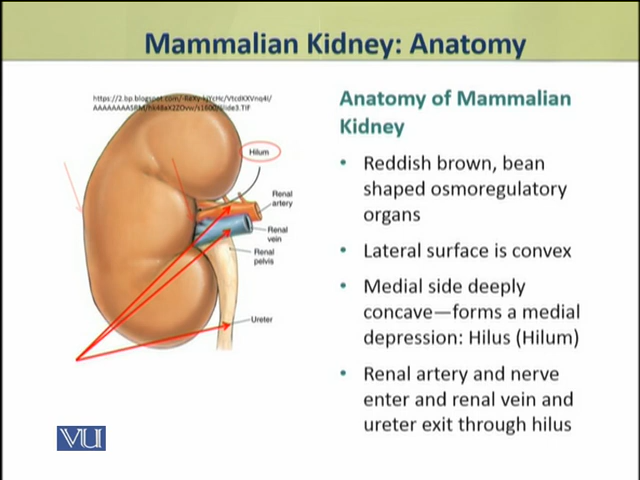 Mammalian Kidney: Anatomy
Hilum
Renal
artery
Renal
vein
Renal
pelvis
Ureter
Anatomy of Mammalian
Kidney
• Reddish brown, bean
shaped osmoregulatory
organs
• Lateral surface is convex
• Medial side deeply
concave—forms a medial
depression: Hilus (Hilum)
• Renal artery and nerve
enter and renal vein and
ureter exit through hilus
VU